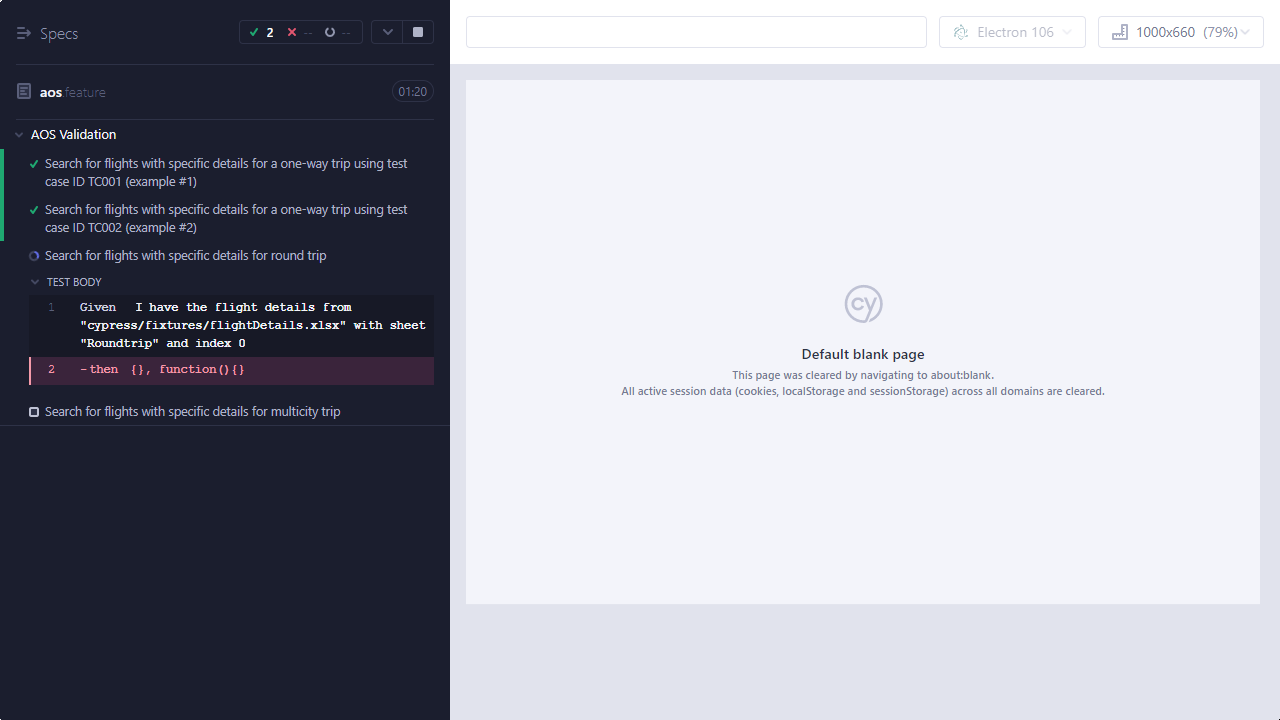 Specs
2
--
--
Electron 106
1000x660 (79%)
aos.feature
01:20
AOS Validation
Search for flights with specific details for a one-way trip using test
case ID TC001 (example #1)
Search for flights with specific details for a one-way trip using test
case ID TC002 (example #2)
Search for flights with specific details for round trip
TEST BODY
1 Given I have the flight details from
"cypress/fixtures/flightDetails.xlsx" with sheet
"Roundtrip" and index 0
2 -then {}, function(){}
Search for flights with specific details for multicity trip
cy
Default blank page
This page was cleared by navigating to about:blank.
All active session data (cookies, localStorage and sessionStorage) across all domains are cleared.